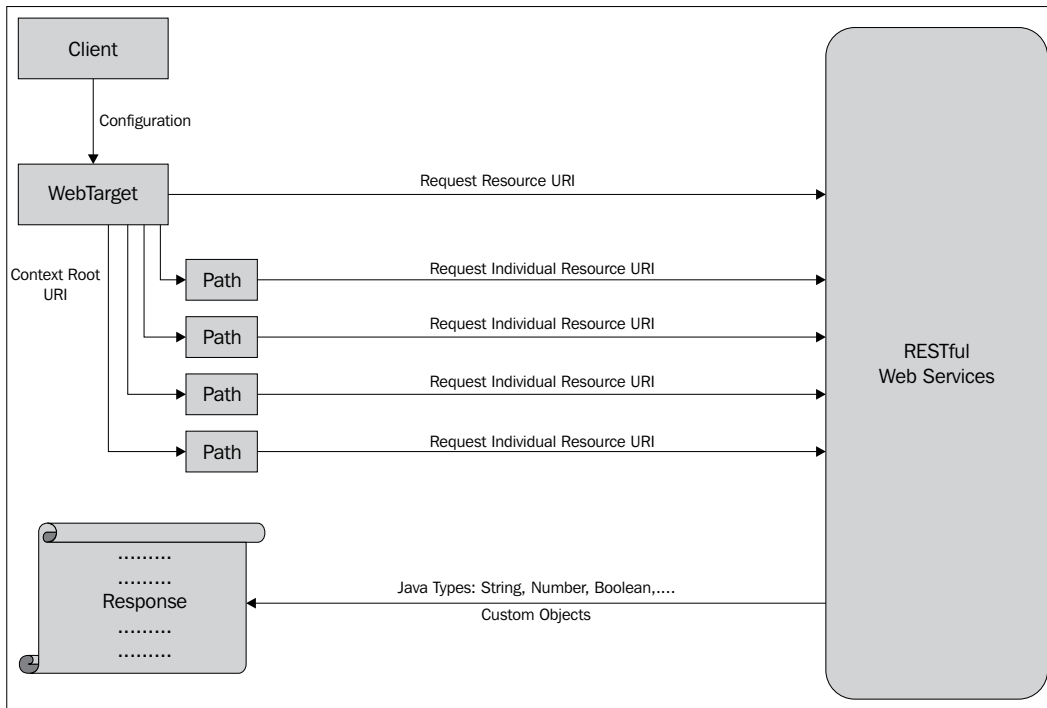 Client
Configuration
WebTarget
Request Resource URI
Context Root
URI
Path
Request Individual Resource URI
Path
Request Individual Resource URI
Path
Request Individual Resource URI
Path
Request Individual Resource URI
RESTful
Web Services
.........
.........
Response
.........
.........
Java Types: String, Number, Boolean,....
Custom Objects